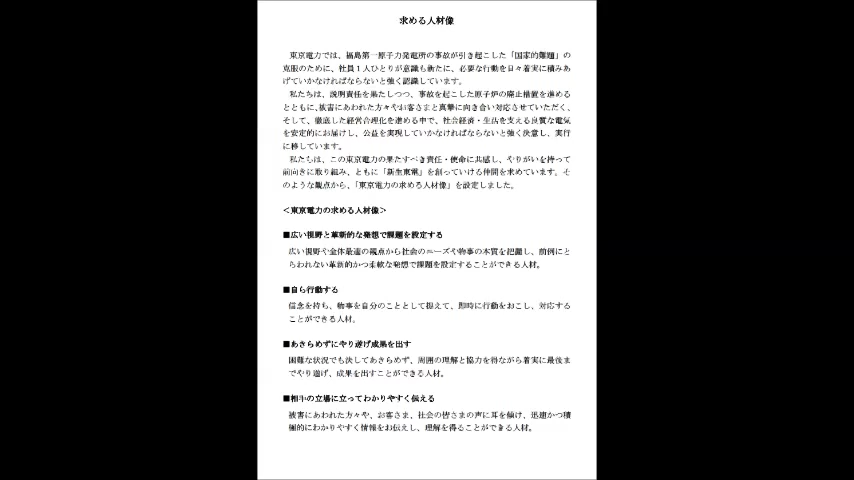 求める人材像
東京電力では、福島第一原子力発電所の事故が引き起こした「国家的難題」の
克服のために、社員１人ひとりが意識も新たに、必要な行動を日々着実に積みあ
げていかなければならないと強く認識しています。
私たちは、説明責任を果たしつつ、事故を起こした原子炉の廃止措置を進める
とともに、被害にあわれた方々やお客さまと真摯に向き合い対応させていただく、
そして、徹底した経営合理化を進める中で、社会経済・生活を支える良質な電気
を安定的にお届けし、公益を実現していかなければならないと強く決意し、実行
に移しています。
私たちは、この東京電力の果たすべき責任・使命に共感し、やりがいを持って
前向きに取り組み、ともに「新生東電」を創っていける仲間を求めています。そ
のような観点から、「東京電力の求める人材像」を設定しました。
＜東京電力の求める人材像＞
■広い視野と革新的な発想で課題を設定する
広い視野や全体最適の観点から社会のニーズや物事の本質を把握し、前例にと
らわれない革新的かつ柔軟な発想で課題を設定することができる人材。
■自ら行動する
信念を持ち、物事を自分のこととして捉えて、即時に行動をおこし、対応する
ことができる人材。
■あきらめずにやり遂げ成果を出す
困難な状況でも決してあきらめず、周囲の理解と協力を得ながら着実に最後ま
でやり遂げ、成果を出すことができる人材。
■相手の立場に立ってわかりやすく伝える
被害にあわれた方々や、お客さま、社会の皆さまの声に耳を傾け、迅速かつ積
極的にわかりやすく情報をお伝えし、理解を得ることができる人材。